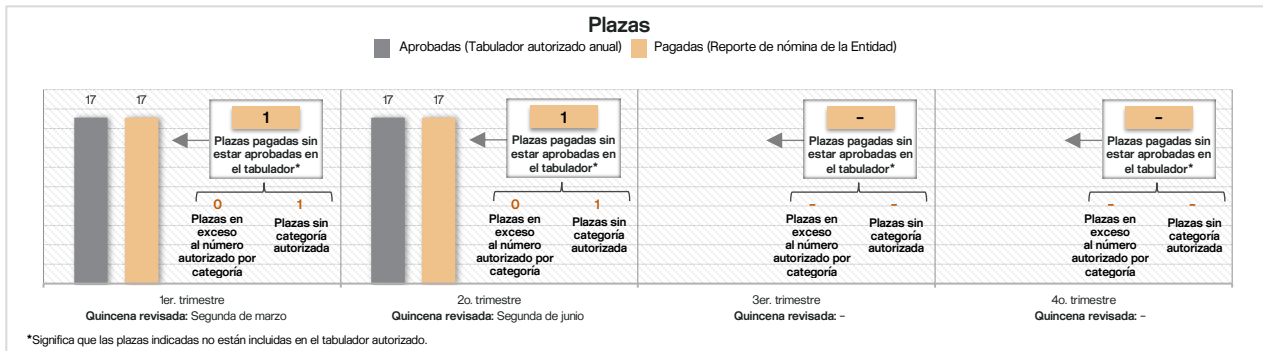 Plazas
Aprobadas (Tabulador autorizado anual)
Pagadas (Reporte de nómina de la Entidad)
17
17
1
Plazas pagadas sin
estar aprobadas en
el tabulador*
0
1
Plazas en
exceso
al número
autorizado por
categoría
Plazas sin
categoría
autorizada
1er. trimestre
Quincena revisada: Segunda de marzo
17
17
1
Plazas pagadas sin
estar aprobadas en
el tabulador*
0
1
Plazas en
exceso
al número
autorizado por
categoría
Plazas sin
categoría
autorizada
2o. trimestre
Quincena revisada: Segunda de junio
-
Plazas pagadas sin
estar aprobadas en
el tabulador*
-
-
Plazas en
exceso
al número
autorizado por
categoría
Plazas sin
categoría
autorizada
3er. trimestre
Quincena revisada: -
-
Plazas pagadas sin
estar aprobadas en
el tabulador*
-
-
Plazas en
exceso
al número
autorizado por
categoría
Plazas sin
categoría
autorizada
4o. trimestre
Quincena revisada: -
*Significa que las plazas indicadas no están incluidas en el tabulador autorizado.